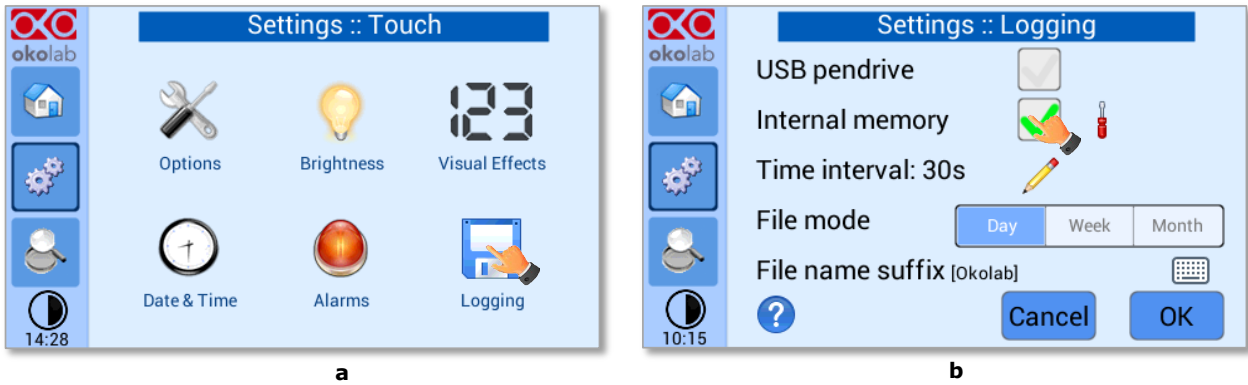 Settings :: Touch
okolab
Options
Brightness
123
Visual Effects
Date & Time
Alarms
Logging
14:28
a
Settings :: Logging
okolab
USB pendrive
Internal memory
Time interval: 30s
File mode
Day
Week
Month
File name suffix [Okolab]
?
Cancel
OK
10:15
b